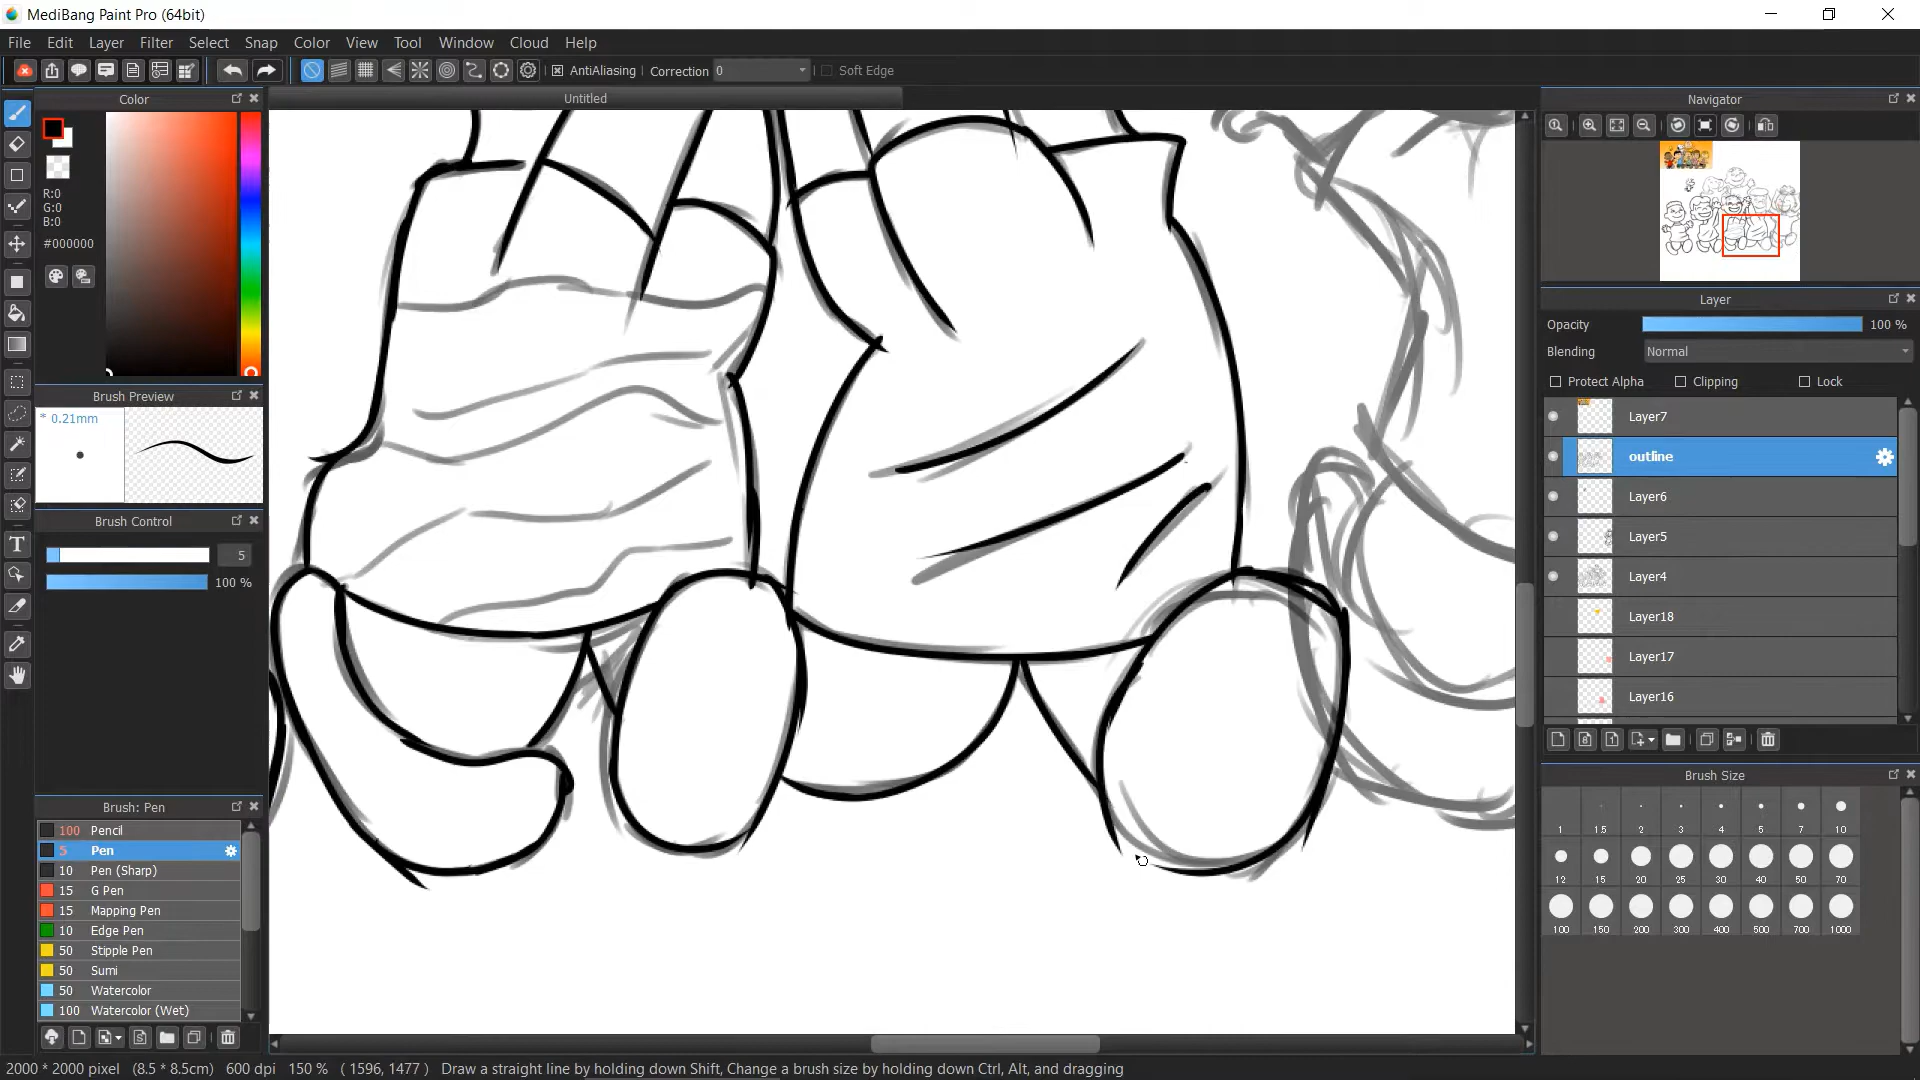 MediBang Paint Pro (64bit)
File Edit Layer Filter Select Snap Color View Tool Window Cloud Help
AntiAliasing Correction 0 Soft Edge
Color
Untitled
Navigator
R:0
G:0
B:0
#000000
Brush Preview
* 0.21mm
Brush Control
5
100 %
Brush: Pen
100 Pencil
5 Pen
10 Pen (Sharp)
15 G Pen
15 Mapping Pen
10 Edge Pen
50 Stipple Pen
50 Sumi
50 Watercolor
100 Watercolor (Wet)
Layer
Opacity 100 %
Blending Normal
Protect Alpha Clipping Lock
Layer7
outline
Layer6
Layer5
Layer4
Layer18
Layer17
Layer16
Brush Size
1 1.5 2 3 4 5 7 10
12 15 20 25 30 40 50 70
100 150 200 300 400 500 700 1000
2000 * 2000 pixel (8.5 * 8.5cm) 600 dpi 150 % ( 1596, 1477 ) Draw a straight line by holding down Shift, Change a brush size by holding down Ctrl, Alt, and dragging